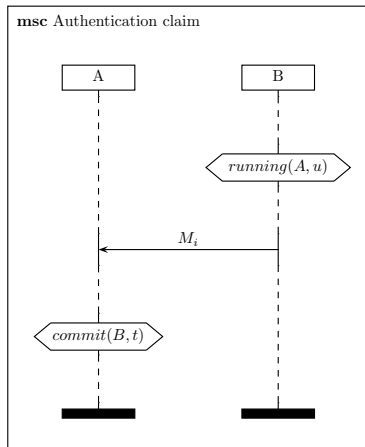 msc Authentication claim
A
B
running(A, u)
M_i
commit(B, t)